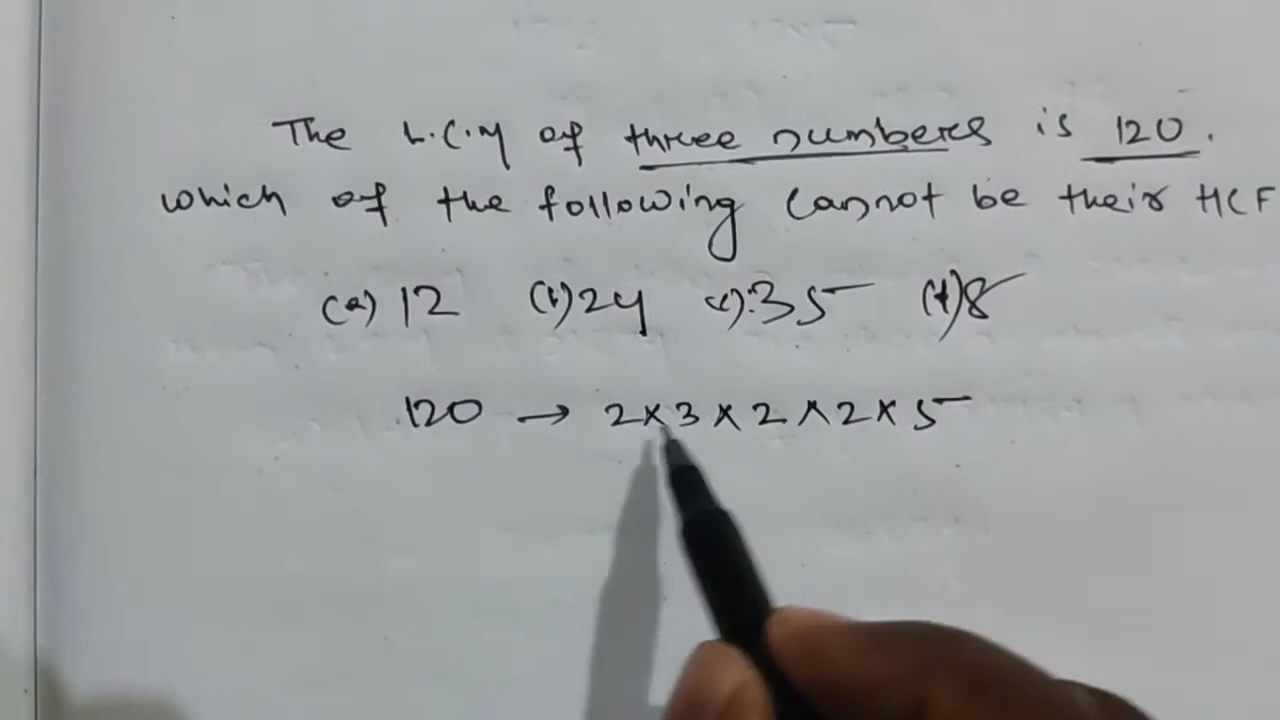 The L.C.M of three numbers is 120.
which of the following cannot be their HCF
(a) 12 (b) 24 (c) 35 (d) 8
120 → 2 × 3 × 2 × 2 × 5